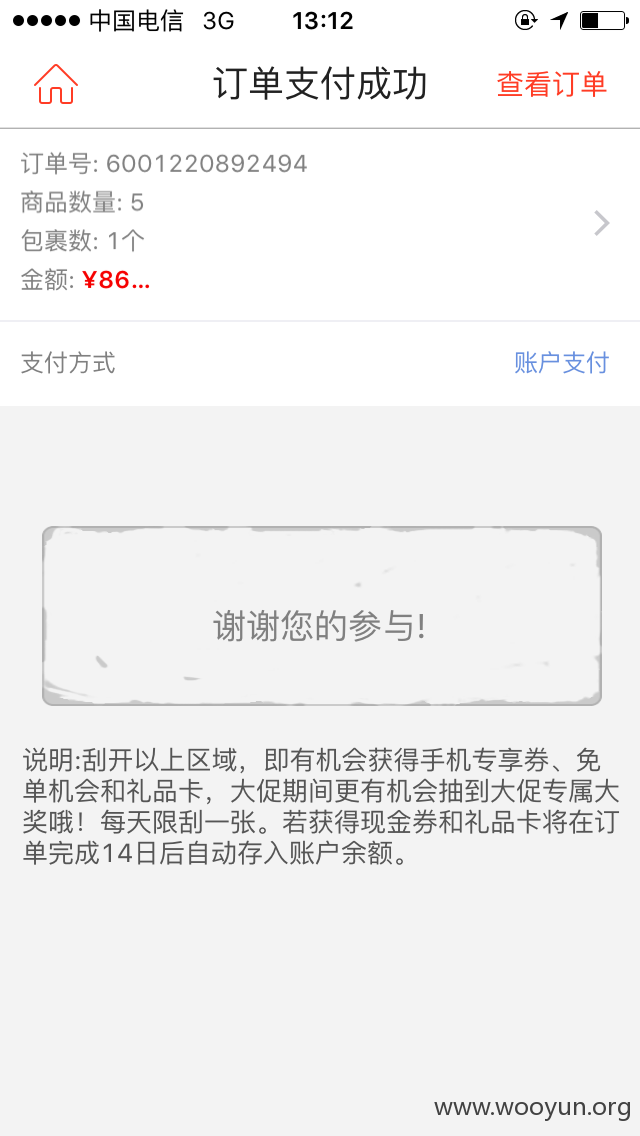 中国电信 3G 13:12
订单支付成功 查看订单
订单号: 6001220892494
商品数量: 5
包裹数: 1个
金额: ¥86...
支付方式 账户支付
谢谢您的参与!
说明:刮开以上区域，即有机会获得手机专享券、免
单机会和礼品卡，大促期间更有机会抽到大促专属大
奖哦！每天限刮一张。若获得现金券和礼品卡将在订
单完成14日后自动存入账户余额。
www.wooyun.org